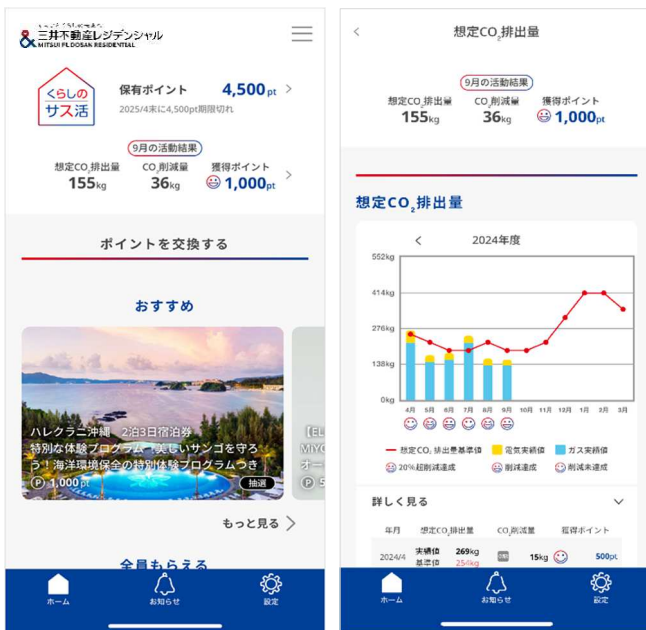 三井不動産レジデンシャル
MITSUI FUDOSAN RESIDENTIAL
くらしの
サス活
保有ポイント 4,500pt
2025/4末に4,500pt期限切れ
9月の活動結果
想定CO2排出量 CO2削減量 獲得ポイント
155kg 36kg 1,000pt
ポイントを交換する
おすすめ
ハレクラニ沖縄 2泊3日宿泊券
特別な体験プログラム「美しいサンゴを守ろ
う！海洋環境保全の特別体験プログラムつき
P 1,000pt 抽選
【EL
MiYO
オー
P 5
もっと見る
全員もらえる
ホーム お知らせ 設定
想定CO2排出量
9月の活動結果
想定CO2排出量 CO2削減量 獲得ポイント
155kg 36kg 1,000pt
想定CO2排出量
2024年度
552kg
414kg
276kg
138kg
0kg
4月 5月 6月 7月 8月 9月 10月 11月 12月 1月 2月 3月
想定CO2排出量基準値 電気実績値 ガス実績値
20%超削減達成 削減達成 削減未達成
詳しく見る
年月 想定CO2排出量 CO2削減量 獲得ポイント
2024/4 実績値 269kg 15kg 500pt
基準値 254kg
ホーム お知らせ 設定